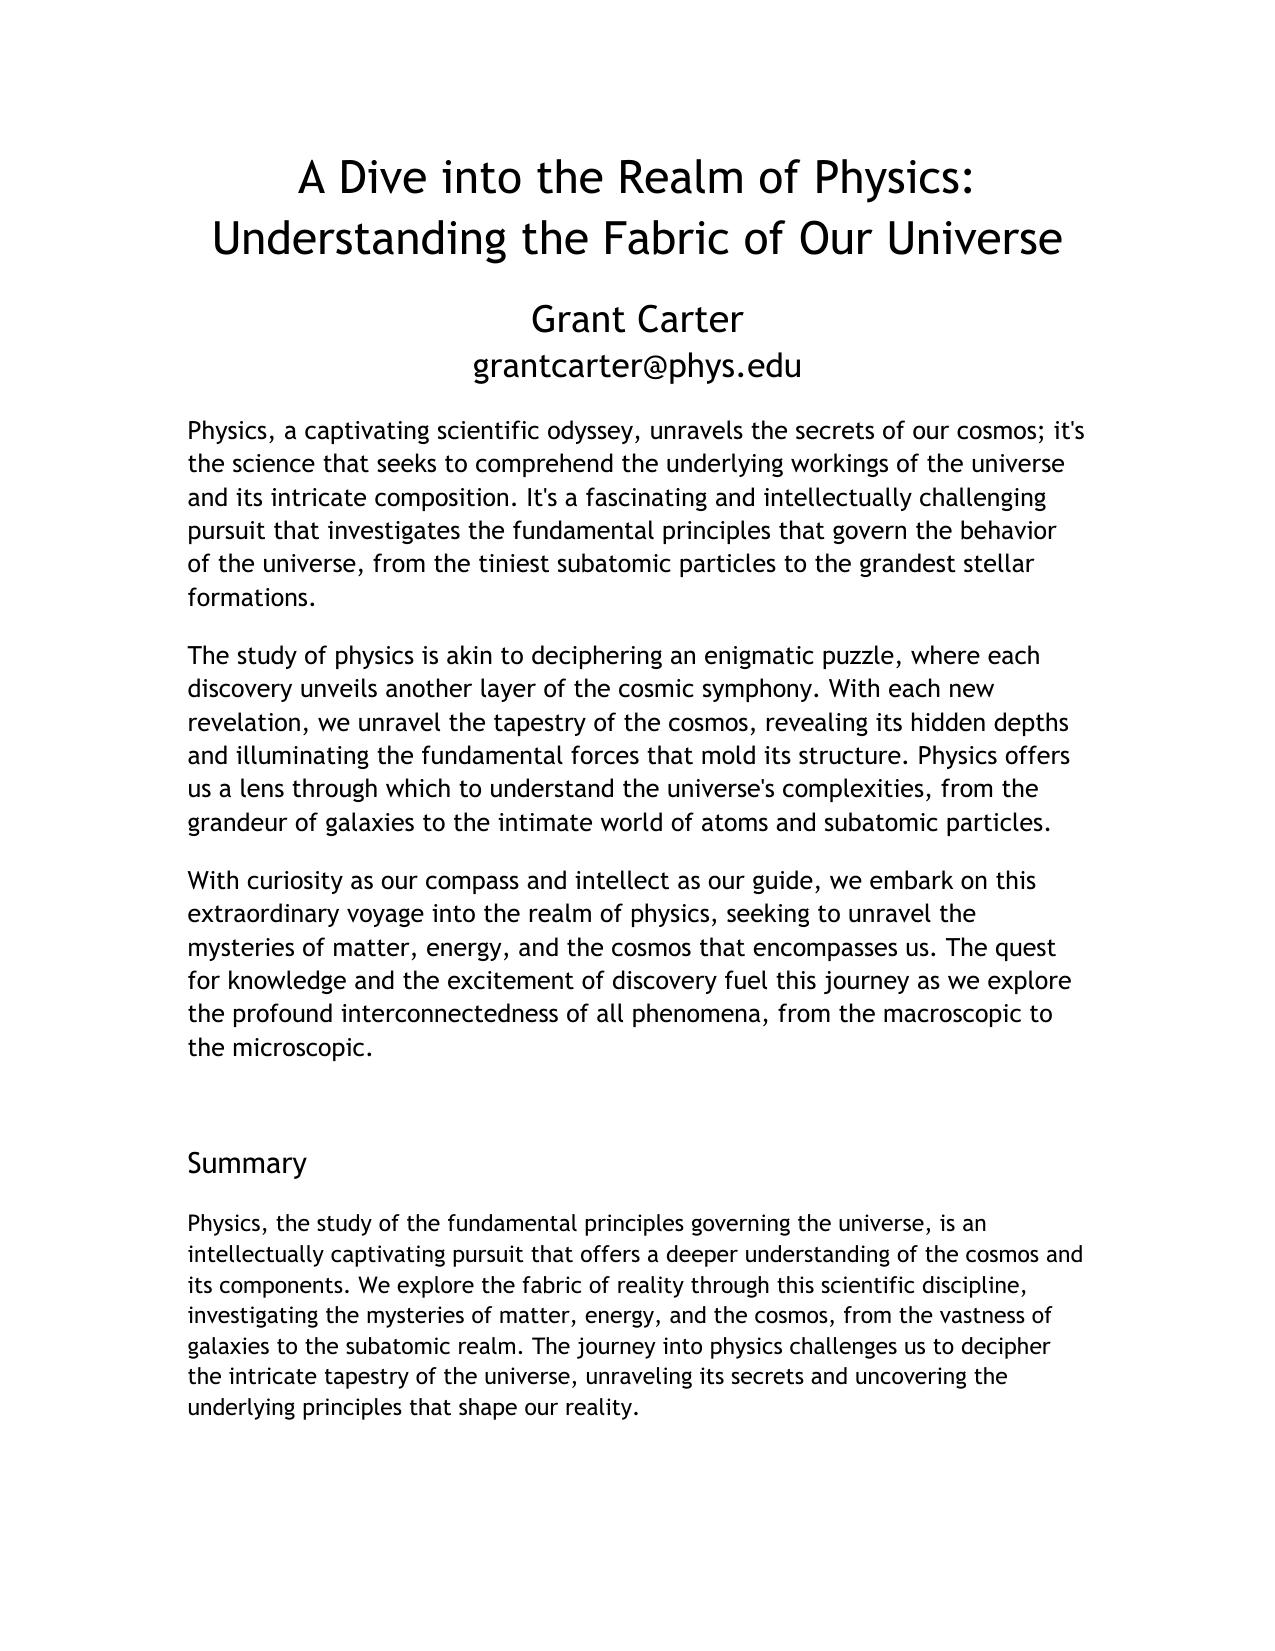 A Dive into the Realm of Physics:
Understanding the Fabric of Our Universe
Grant Carter
grantcarter@phys.edu
Physics, a captivating scientific odyssey, unravels the secrets of our cosmos; it's
the science that seeks to comprehend the underlying workings of the universe
and its intricate composition. It's a fascinating and intellectually challenging
pursuit that investigates the fundamental principles that govern the behavior
of the universe, from the tiniest subatomic particles to the grandest stellar
formations.
The study of physics is akin to deciphering an enigmatic puzzle, where each
discovery unveils another layer of the cosmic symphony. With each new
revelation, we unravel the tapestry of the cosmos, revealing its hidden depths
and illuminating the fundamental forces that mold its structure. Physics offers
us a lens through which to understand the universe's complexities, from the
grandeur of galaxies to the intimate world of atoms and subatomic particles.
With curiosity as our compass and intellect as our guide, we embark on this
extraordinary voyage into the realm of physics, seeking to unravel the
mysteries of matter, energy, and the cosmos that encompasses us. The quest
for knowledge and the excitement of discovery fuel this journey as we explore
the profound interconnectedness of all phenomena, from the macroscopic to
the microscopic.
Summary
Physics, the study of the fundamental principles governing the universe, is an
intellectually captivating pursuit that offers a deeper understanding of the cosmos and
its components. We explore the fabric of reality through this scientific discipline,
investigating the mysteries of matter, energy, and the cosmos, from the vastness of
galaxies to the subatomic realm. The journey into physics challenges us to decipher
the intricate tapestry of the universe, unraveling its secrets and uncovering the
underlying principles that shape our reality.